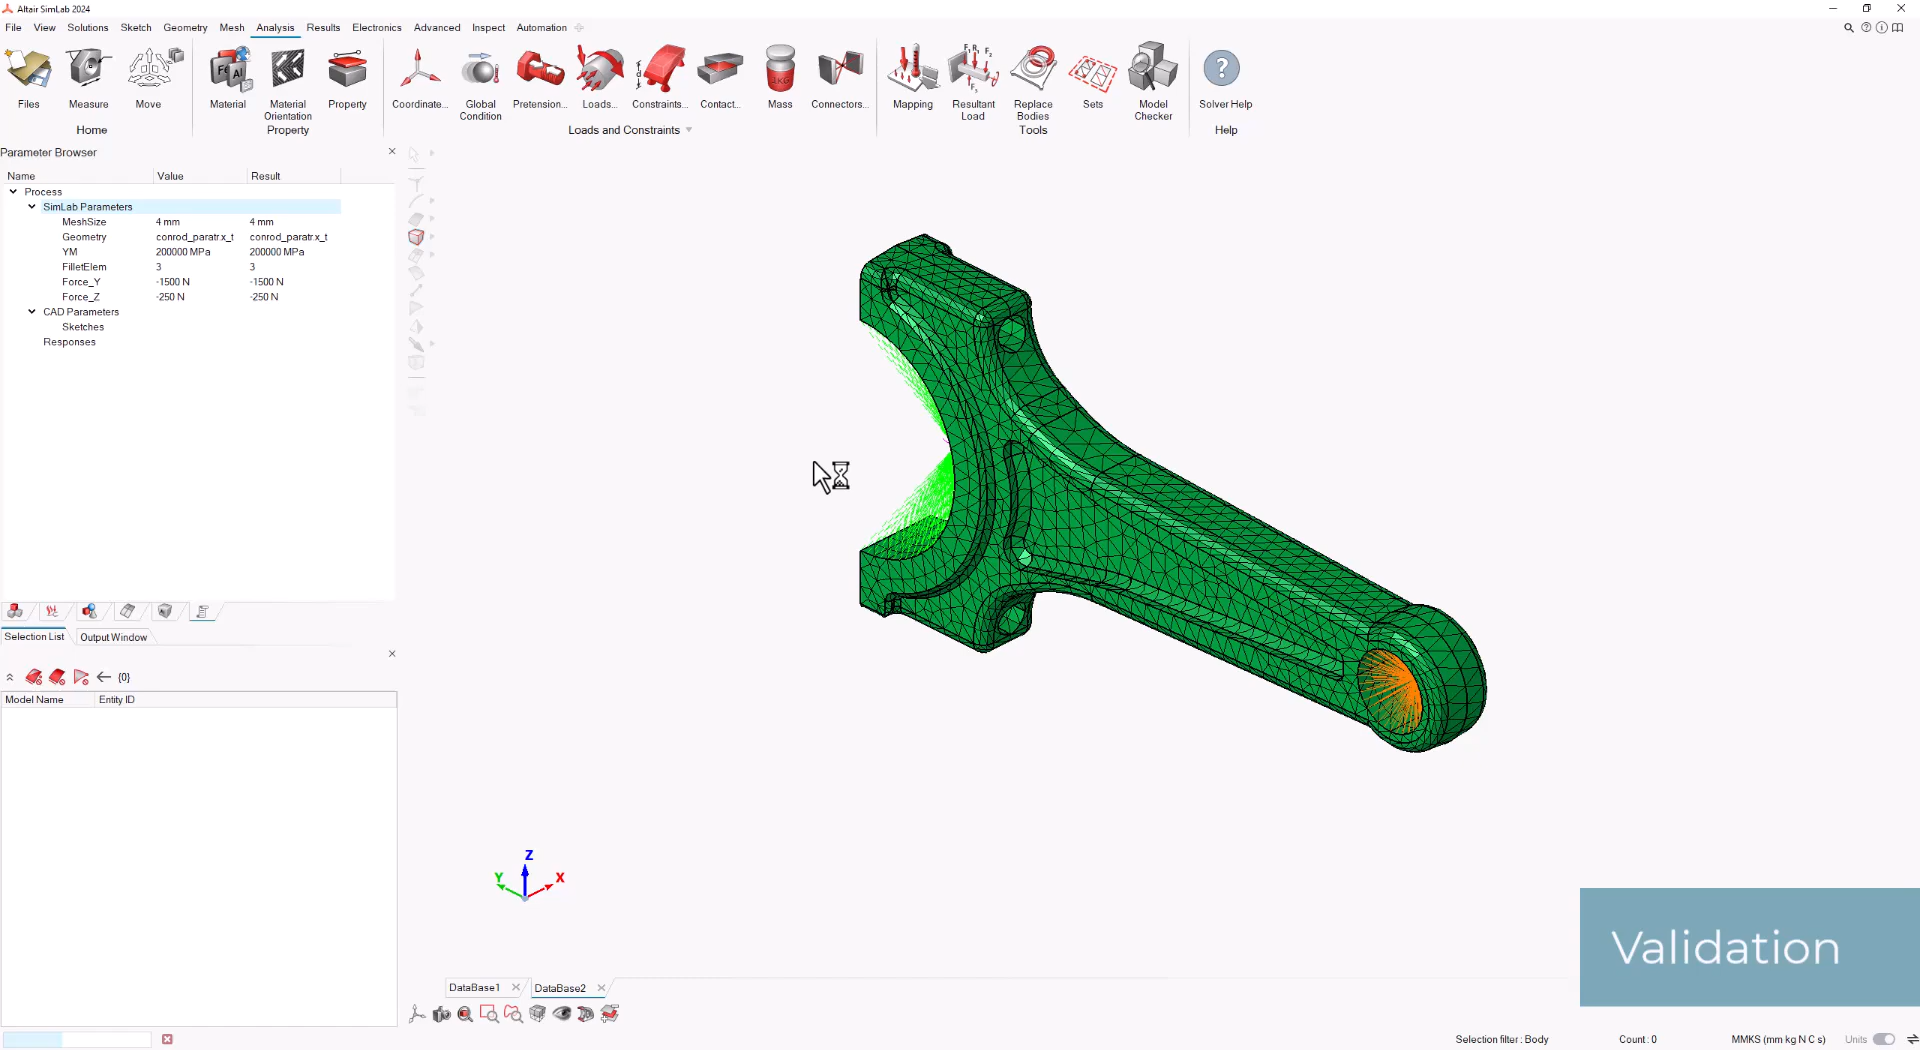 Altair SimLab 2024
File View Solutions Sketch Geometry Mesh Analysis Results Electronics Advanced Inspect Automation
Files Measure Move Material Material Orientation Property Coordinate... Global Condition Pretension... Loads... Constraints... Contact... Mass Connectors... Mapping Resultant Load Replace Bodies Sets Model Checker Solver Help
Home Property Loads and Constraints Tools Help
Parameter Browser
Name Value Result
Process
SimLab Parameters
MeshSize 4 mm 4 mm
Geometry conrod_paratr.x_t conrod_paratr.x_t
YM 200000 MPa 200000 MPa
FilletElem 3 3
Force_Y -1500 N -1500 N
Force_Z -250 N -250 N
CAD Parameters
Sketches
Responses
Selection List Output Window
{0}
Model Name Entity ID
Z
Y X
Validation
DataBase1 DataBase2
Selection filter : Body Count : 0 MMKS (mm kg N C s) Units